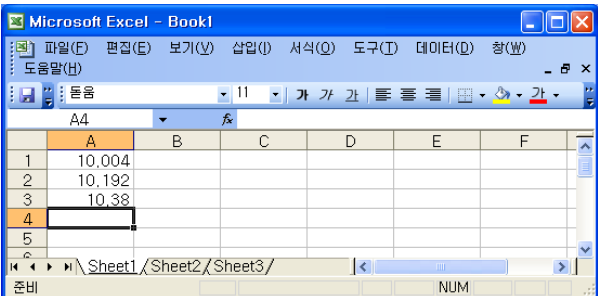 Microsoft Excel - Book1
파일(F) 편집(E) 보기(V) 삽입(I) 서식(O) 도구(T) 데이터(D) 창(W)
도움말(H)
돋움 11 가 가 가 가
A4 fx
A B C D E F
1 10,004
2 10,192
3 10,38
4
5
Sheet1 Sheet2 Sheet3
준비 NUM